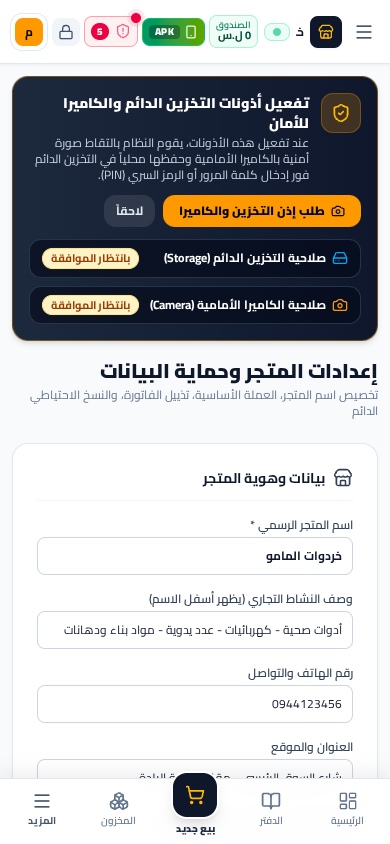 خ
الصندوق
0 ل.س
APK
5
م
تفعيل أذونات التخزين الدائم والكاميرا
للأمان
عند تفعيل هذه الأذونات، يقوم النظام بالتقاط صورة
أمنية بالكاميرا الأمامية وحفظها محلياً في التخزين الدائم
فور إدخال كلمة المرور أو الرمز السري (PIN).
طلب إذن التخزين والكاميرا
لاحقاً
صلاحية التخزين الدائم (Storage)
بانتظار الموافقة
صلاحية الكاميرا الأمامية (Camera)
بانتظار الموافقة
إعدادات المتجر وحماية البيانات
تخصيص اسم المتجر، العملة الأساسية، تذييل الفاتورة، والنسخ الاحتياطي
الدائم
بيانات وهوية المتجر
اسم المتجر الرسمي *
خردوات المامو
وصف النشاط التجاري (يظهر أسفل الاسم)
أدوات صحية - كهربائيات - عدد يدوية - مواد بناء ودهانات
رقم الهاتف والتواصل
0944123456
العنوان والموقع
الرئيسية
الدفتر
بيع جديد
المخزون
المزيد